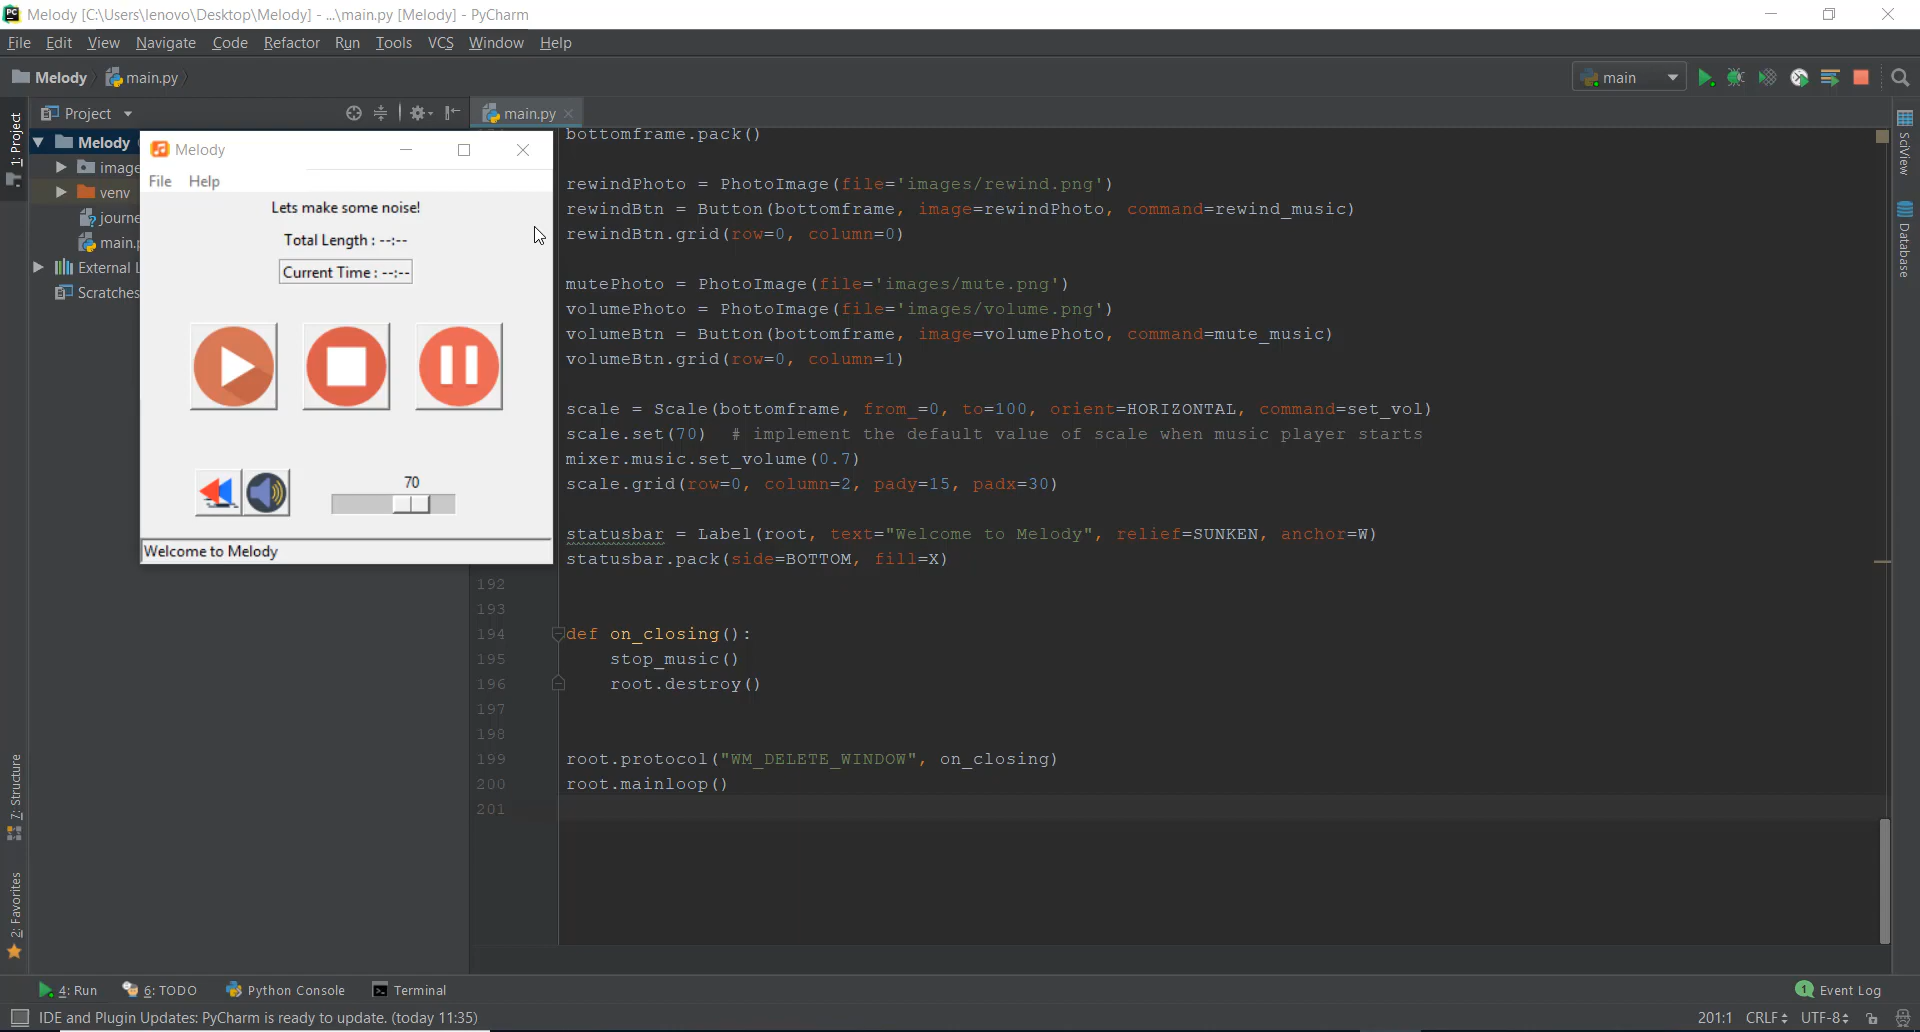 Melody [C:\Users\lenovo\Desktop\Melody] - ...\main.py [Melody] - PyCharm
File Edit View Navigate Code Refactor Run Tools VCS Window Help
Melody main.py main
Project main.py
1: Project
Melody
image
venv
journe
main.p
External L
Scratches
Melody
File Help
Lets make some noise!
Total Length : --:--
Current Time : --:--
70
Welcome to Melody
bottomframe.pack()
rewindPhoto = PhotoImage(file='images/rewind.png')
rewindBtn = Button(bottomframe, image=rewindPhoto, command=rewind_music)
rewindBtn.grid(row=0, column=0)
mutePhoto = PhotoImage(file='images/mute.png')
volumePhoto = PhotoImage(file='images/volume.png')
volumeBtn = Button(bottomframe, image=volumePhoto, command=mute_music)
volumeBtn.grid(row=0, column=1)
scale = Scale(bottomframe, from_=0, to=100, orient=HORIZONTAL, command=set_vol)
scale.set(70)  # implement the default value of scale when music player starts
mixer.music.set_volume(0.7)
scale.grid(row=0, column=2, pady=15, padx=30)
statusbar = Label(root, text="Welcome to Melody", relief=SUNKEN, anchor=W)
statusbar.pack(side=BOTTOM, fill=X)
192
193
194 def on_closing():
195     stop_music()
196     root.destroy()
197
198
199 root.protocol("WM_DELETE_WINDOW", on_closing)
200 root.mainloop()
201
SciView
Database
7: Structure
2: Favorites
4: Run 6: TODO Python Console Terminal 1 Event Log
IDE and Plugin Updates: PyCharm is ready to update. (today 11:35) 201:1 CRLF UTF-8